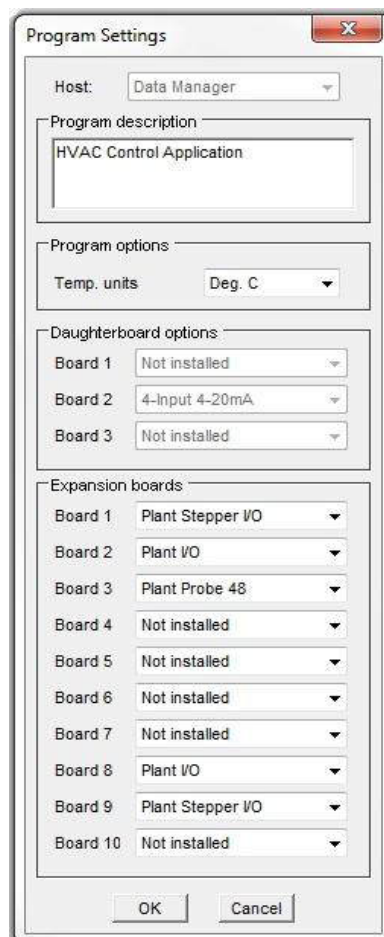 Program Settings
Host: Data Manager
Program description
HVAC Control Application
Program options
Temp. units Deg. C
Daughterboard options
Board 1 Not installed
Board 2 4-Input 4-20mA
Board 3 Not installed
Expansion boards
Board 1 Plant Stepper I/O
Board 2 Plant I/O
Board 3 Plant Probe 48
Board 4 Not installed
Board 5 Not installed
Board 6 Not installed
Board 7 Not installed
Board 8 Plant I/O
Board 9 Plant Stepper I/O
Board 10 Not installed
OK Cancel